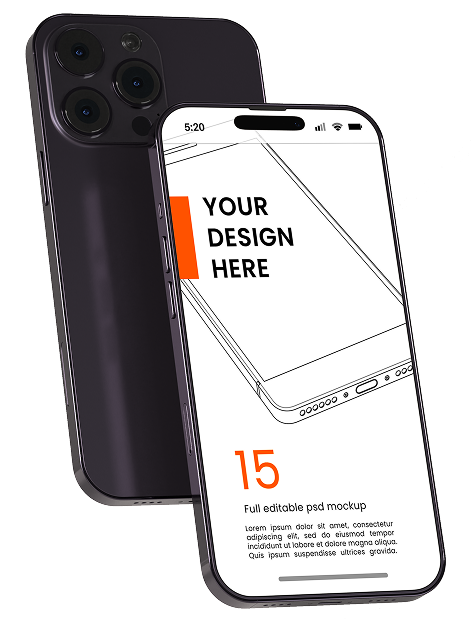 5:20
YOUR
DESIGN
HERE
15
Full editable psd mockup
Lorem ipsum dolor sit amet, consectetur
adipiscing elit, sed do eiusmod tempor
incididunt ut labore et dolore magna aliqua.
Quis ipsum suspendisse ultrices gravida.